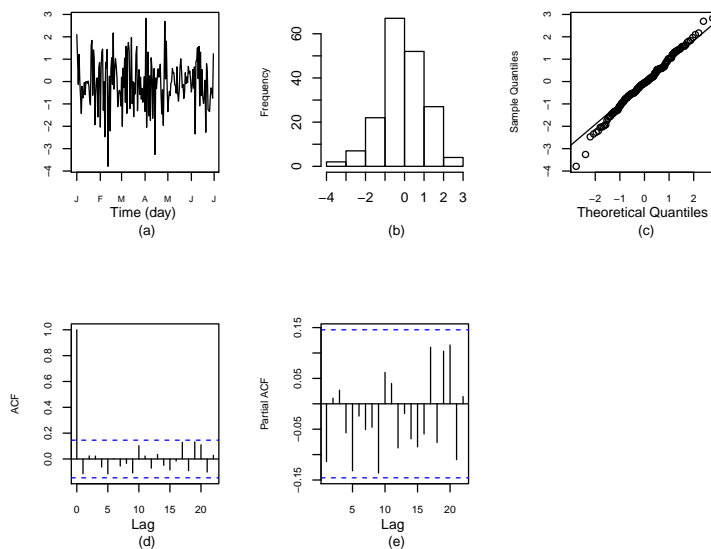 3
2
1
0
−1
−2
−3
−4
J F M A M J J
Time (day)
(a)
Frequency
60
40
20
0
−4 −2 0 1 2 3
(b)
Sample Quantiles
3
2
1
0
−1
−2
−3
−4
−2 −1 0 1 2
Theoretical Quantiles
(c)
ACF
1.0
0.8
0.6
0.4
0.2
0.0
0 5 10 15 20
Lag
(d)
Partial ACF
0.15
0.05
−0.05
−0.15
5 10 15 20
Lag
(e)